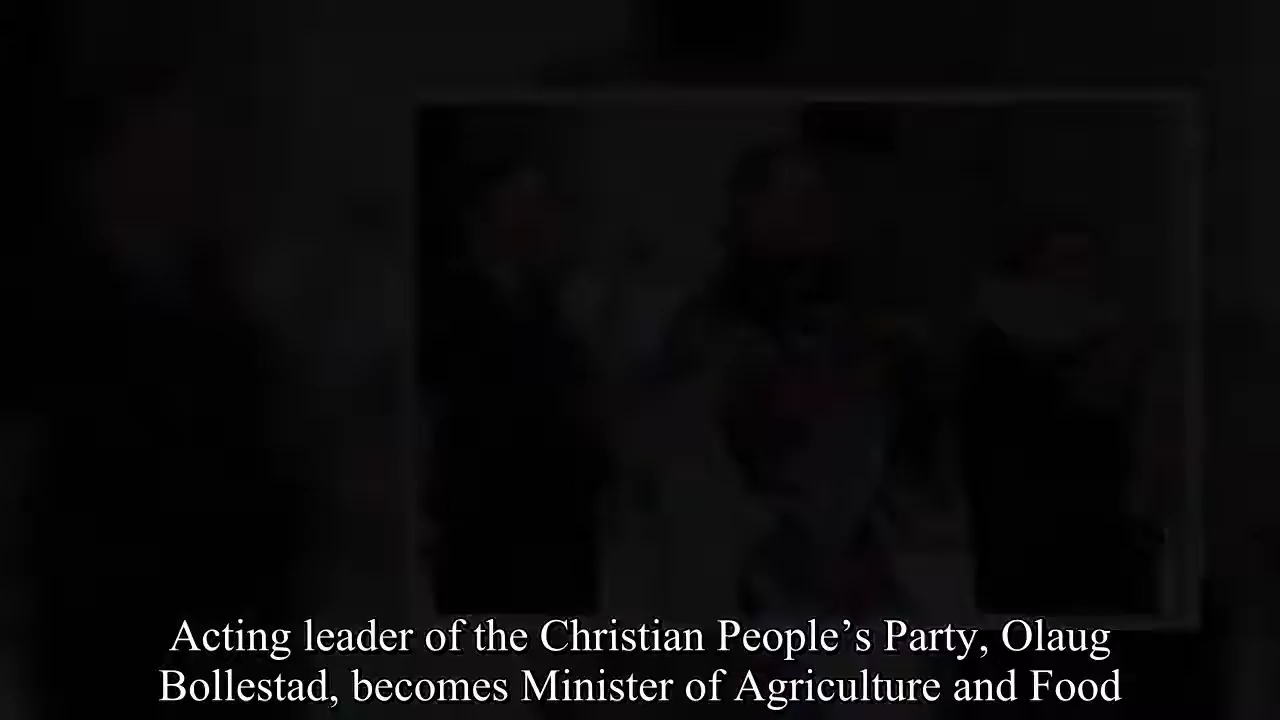 Acting leader of the Christian People’s Party, Olaug
Bollestad, becomes Minister of Agriculture and Food